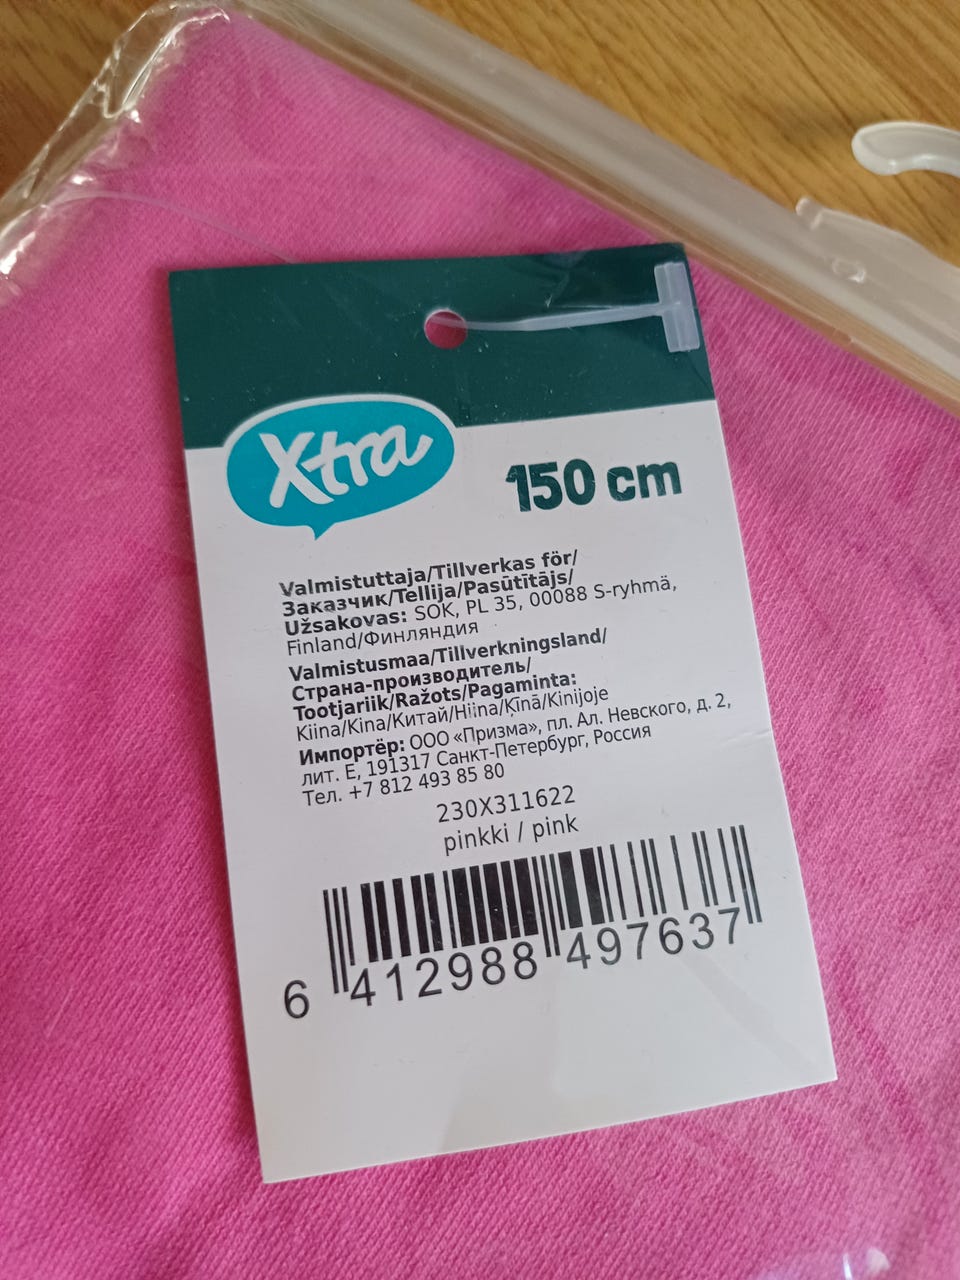 Xtra
150 cm
Valmistuttaja/Tillverkas för/
Заказчик/Tellija/Pasūtītājs/
Užsakovas: SOK, PL 35, 00088 S-ryhmä,
Finland/Финляндия
Valmistusmaa/Tillverkningsland/
Страна-производитель/
Tootjariik/Ražots/Pagaminta:
Kiina/Kina/Китай/Hiina/Ķīnā/Kinijoje
Импортёр: ООО «Призма», пл. Ал. Невского, д. 2,
лит. Е, 191317 Санкт-Петербург, Россия
Тел. +7 812 493 85 80
230X311622
pinkki / pink
6 412988 497637